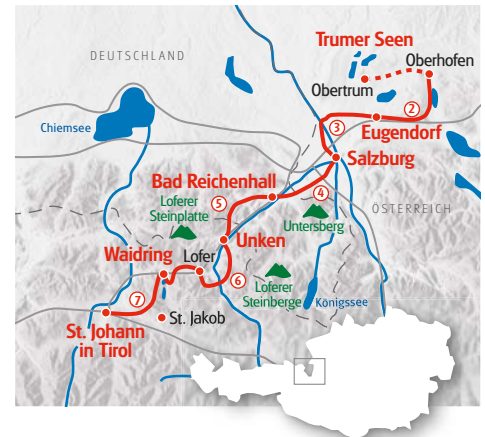 DEUTSCHLAND
Trumer Seen
Oberhofen
Obertrum
②
Chiemsee
③
Eugendorf
Salzburg
Bad Reichenhall
④
⑤
Loferer
Steinplatte
Untersberg
ÖSTERREICH
Waidring
Unken
Lofer
⑥
Loferer
Steinberge
Königssee
⑦
St. Johann
in Tirol
St. Jakob